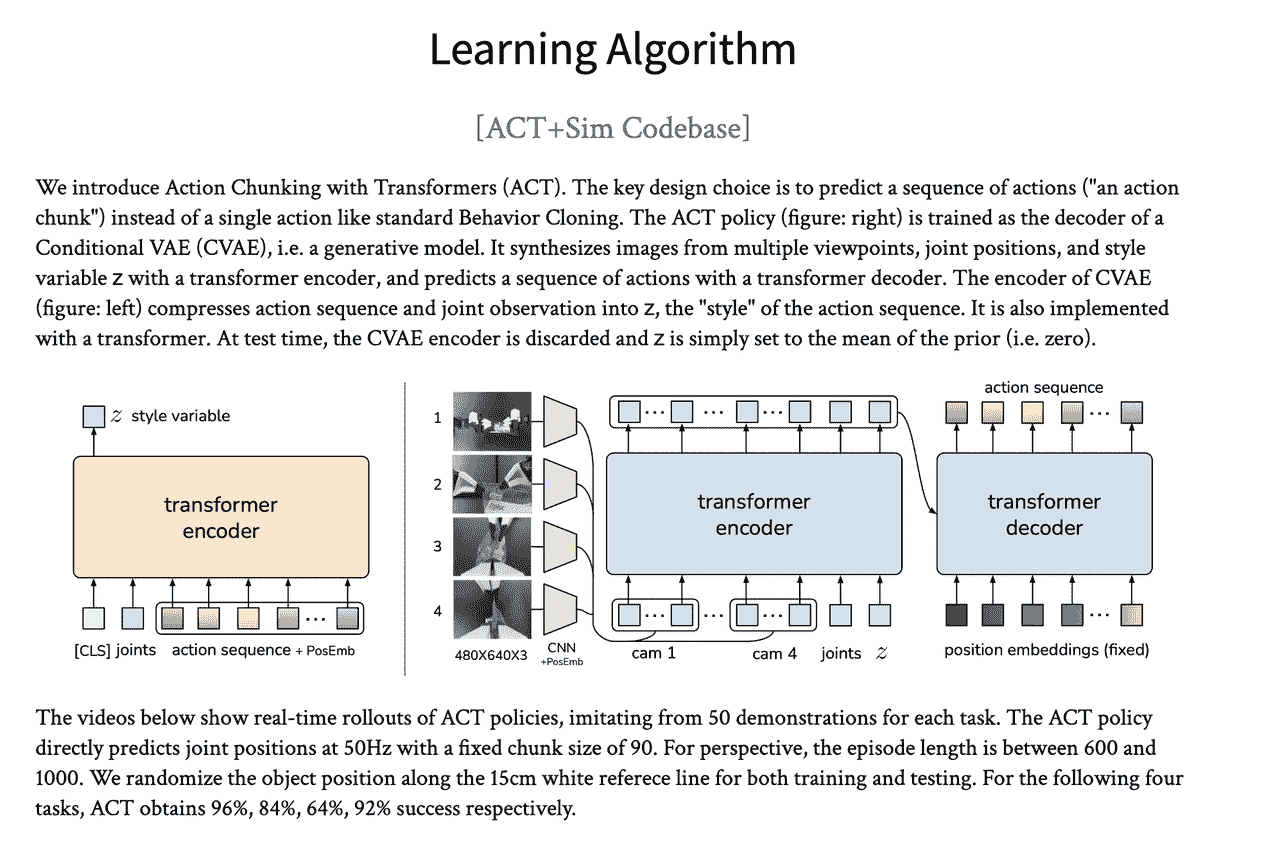 Learning Algorithm
[ACT+Sim Codebase]
We introduce Action Chunking with Transformers (ACT). The key design choice is to predict a sequence of actions ("an action
chunk") instead of a single action like standard Behavior Cloning. The ACT policy (figure: right) is trained as the decoder of a
Conditional VAE (CVAE), i.e. a generative model. It synthesizes images from multiple viewpoints, joint positions, and style
variable z with a transformer encoder, and predicts a sequence of actions with a transformer decoder. The encoder of CVAE
(figure: left) compresses action sequence and joint observation into z, the "style" of the action sequence. It is also implemented
with a transformer. At test time, the CVAE encoder is discarded and z is simply set to the mean of the prior (i.e. zero).
z style variable
transformer
encoder
[CLS] joints action sequence + PosEmb
1
2
3
4
480X640X3
CNN
+PosEmb
transformer
encoder
cam 1 cam 4 joints z
action sequence
transformer
decoder
position embeddings (fixed)
The videos below show real-time rollouts of ACT policies, imitating from 50 demonstrations for each task. The ACT policy
directly predicts joint positions at 50Hz with a fixed chunk size of 90. For perspective, the episode length is between 600 and
1000. We randomize the object position along the 15cm white referece line for both training and testing. For the following four
tasks, ACT obtains 96%, 84%, 64%, 92% success respectively.